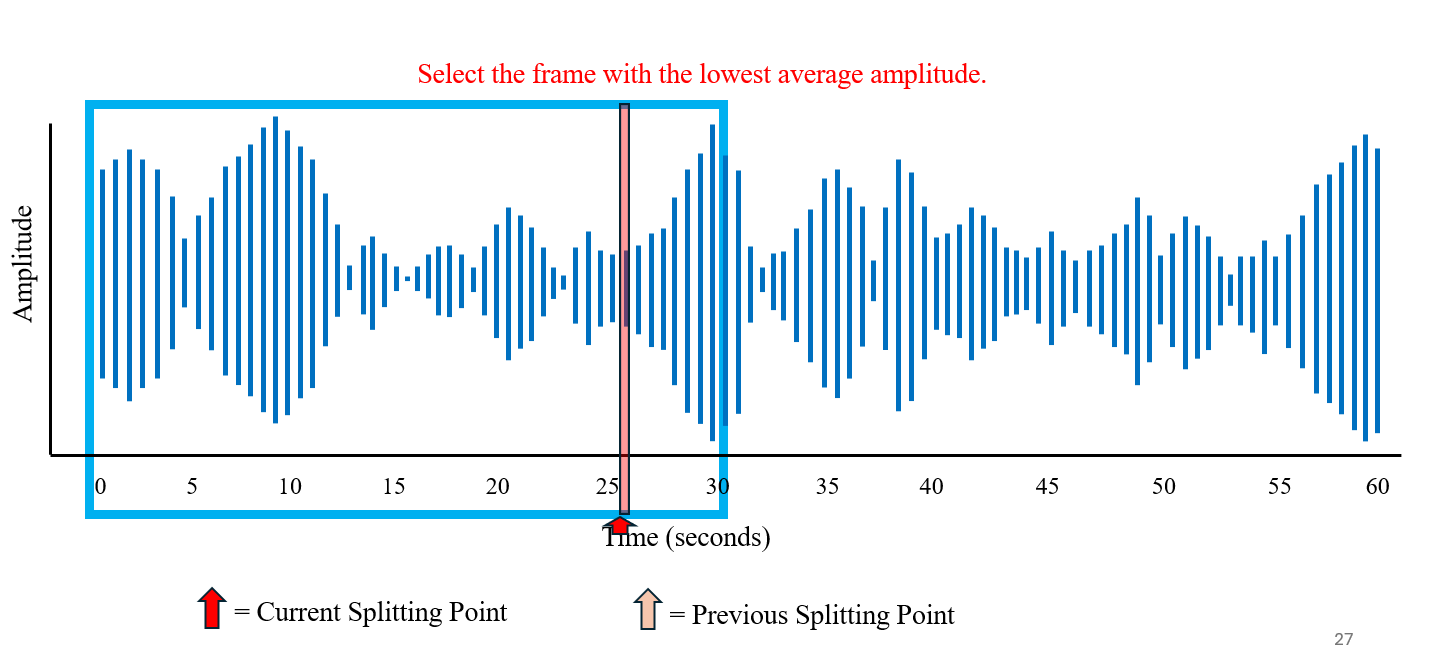 Select the frame with the lowest average amplitude.
Amplitude
0 5 10 15 20 25 30 35 40 45 50 55 60
Time (seconds)
= Current Splitting Point
= Previous Splitting Point
27